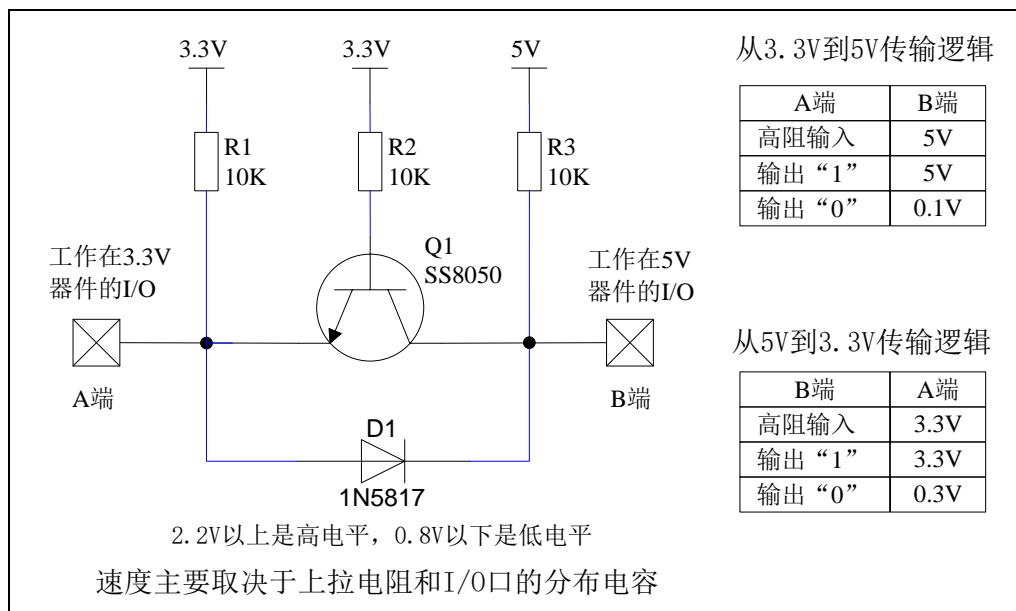 3.3V
3.3V
5V
R1
10K
R2
10K
R3
10K
Q1
SS8050
工作在3.3V
器件的I/O
工作在5V
器件的I/O
A端
B端
D1
1N5817
2.2V以上是高电平，0.8V以下是低电平
速度主要取决于上拉电阻和I/O口的分布电容
从3.3V到5V传输逻辑
A端 B端
高阻输入 5V
输出“1” 5V
输出“0” 0.1V
从5V到3.3V传输逻辑
B端 A端
高阻输入 3.3V
输出“1” 3.3V
输出“0” 0.3V